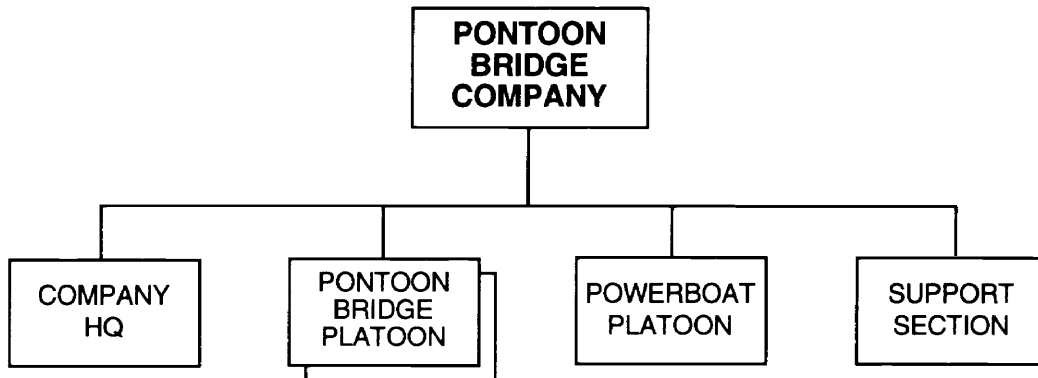 PONTOON
BRIDGE
COMPANY
COMPANY
HQ
PONTOON
BRIDGE
PLATOON
POWERBOAT
PLATOON
SUPPORT
SECTION